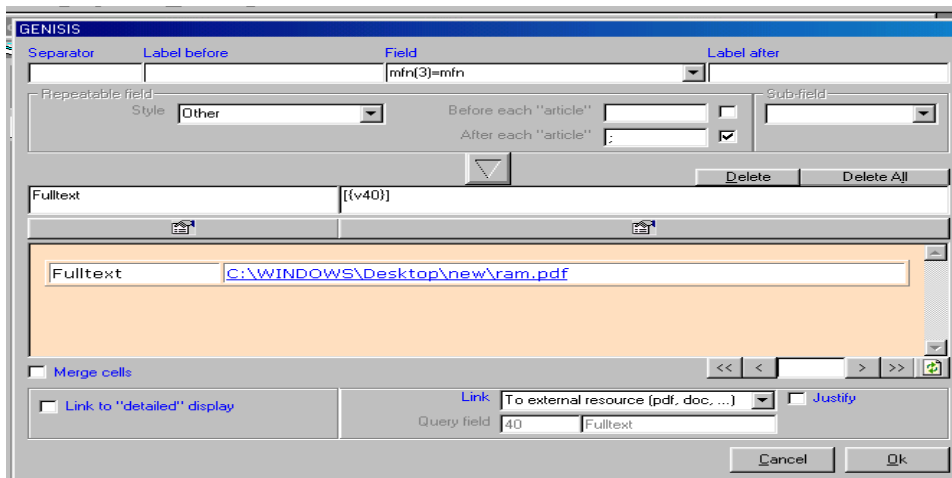 GENISIS
Separator Label before Field Label after
mfn(3)=mfn
Repeatable field Sub-field
Style Other Before each "article"
After each "article" ;
Delete Delete All
Fulltext [{v40}]
Fulltext C:\WINDOWS\Desktop\new\ram.pdf
Merge cells << < > >>
Link to "detailed" display Link To external resource (pdf, doc, ...) Justify
Query field 40 Fulltext
Cancel Ok